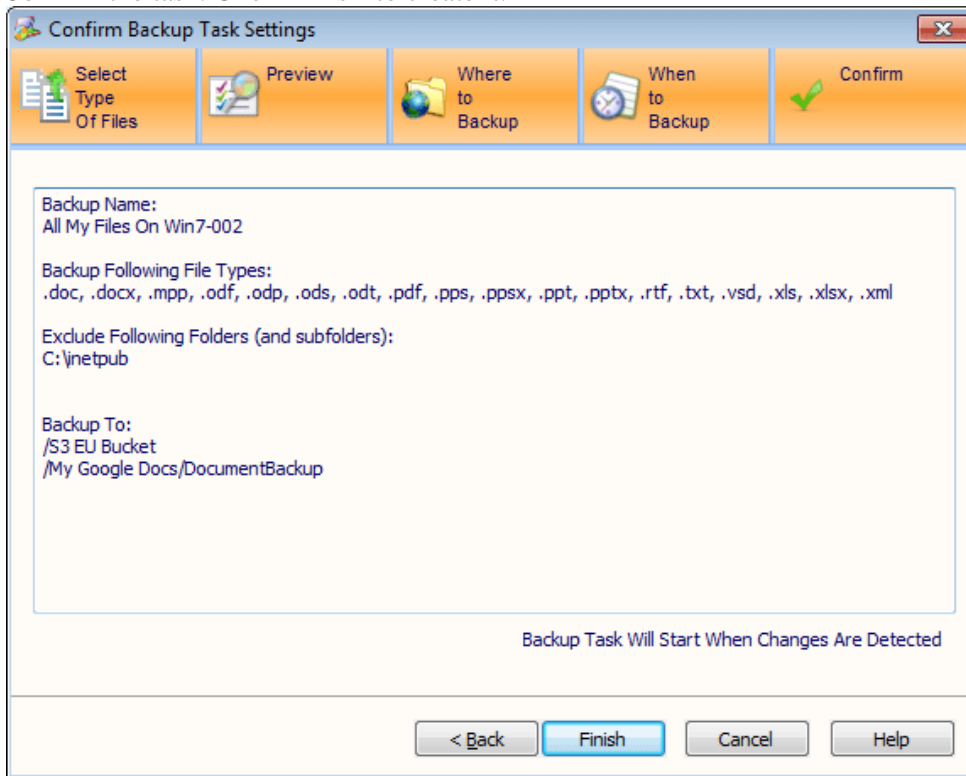 Confirm Backup Task Settings
Select
Type
Of Files
Preview
Where
to
Backup
When
to
Backup
Confirm
Backup Name:
All My Files On Win7-002
Backup Following File Types:
.doc, .docx, .mpp, .odf, .odp, .ods, .odt, .pdf, .pps, .ppsx, .ppt, .pptx, .rtf, .txt, .vsd, .xls, .xlsx, .xml
Exclude Following Folders (and subfolders):
C:\inetpub
Backup To:
/S3 EU Bucket
/My Google Docs/DocumentBackup
Backup Task Will Start When Changes Are Detected
< Back
Finish
Cancel
Help